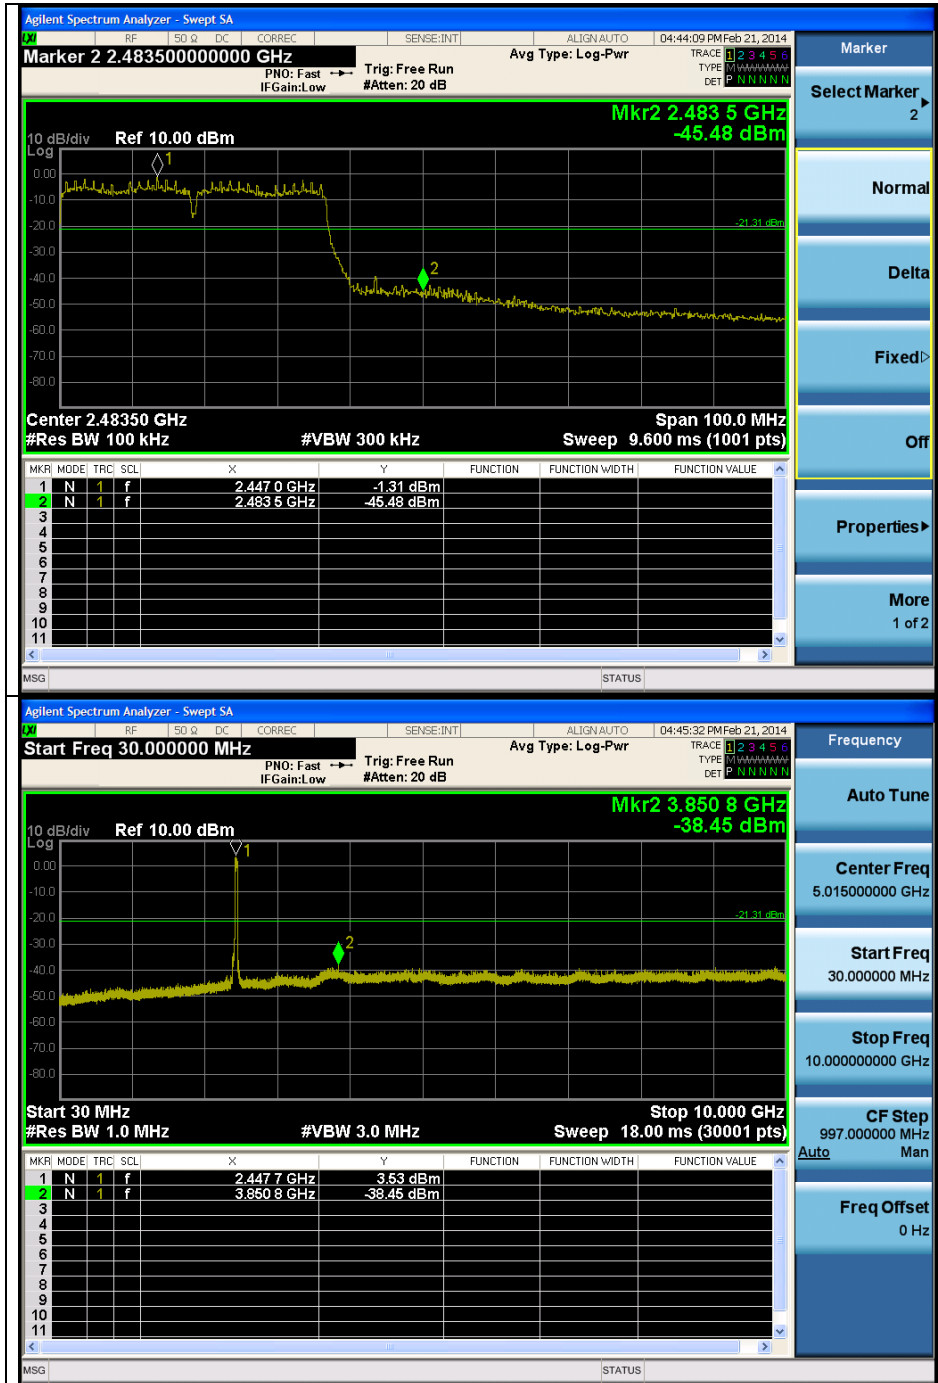 Agilent Spectrum Analyzer - Swept SA
LXI RF 50 Ω DC CORREC SENSE:INT ALIGN AUTO 04:44:09 PM Feb 21, 2014
Marker 2 2.483500000000 GHz
PNO: Fast Trig: Free Run Avg Type: Log-Pwr TRACE 1 2 3 4 5 6
IFGain:Low #Atten: 20 dB TYPE M WWWWW
DET P N N N N N
Mkr2 2.483 5 GHz
-45.48 dBm
10 dB/div Ref 10.00 dBm
Log
1
0.00
-10.0
-20.0
-21.31 dBm
-30.0
2
-40.0
-50.0
-60.0
-70.0
-80.0
Center 2.48350 GHz Span 100.0 MHz
#Res BW 100 kHz #VBW 300 kHz Sweep 9.600 ms (1001 pts)
MKR MODE TRC SCL X Y FUNCTION FUNCTION WIDTH FUNCTION VALUE
1 N 1 f 2.447 0 GHz -1.31 dBm
2 N 1 f 2.483 5 GHz -45.48 dBm
3
4
5
6
7
8
9
10
11
MSG STATUS
Marker
Select Marker
2
Normal
Delta
Fixed
Off
Properties
More
1 of 2
Agilent Spectrum Analyzer - Swept SA
LXI RF 50 Ω DC CORREC SENSE:INT ALIGN AUTO 04:45:32 PM Feb 21, 2014
Start Freq 30.000000 MHz
PNO: Fast Trig: Free Run Avg Type: Log-Pwr TRACE 1 2 3 4 5 6
IFGain:Low #Atten: 20 dB TYPE M WWWWW
DET P N N N N N
Mkr2 3.850 8 GHz
-38.45 dBm
10 dB/div Ref 10.00 dBm
Log
1
0.00
-10.0
-20.0
-21.31 dBm
-30.0
2
-40.0
-50.0
-60.0
-70.0
-80.0
Start 30 MHz Stop 10.000 GHz
#Res BW 1.0 MHz #VBW 3.0 MHz Sweep 18.00 ms (30001 pts)
MKR MODE TRC SCL X Y FUNCTION FUNCTION WIDTH FUNCTION VALUE
1 N 1 f 2.447 7 GHz 3.53 dBm
2 N 1 f 3.850 8 GHz -38.45 dBm
3
4
5
6
7
8
9
10
11
MSG STATUS
Frequency
Auto Tune
Center Freq
5.015000000 GHz
Start Freq
30.000000 MHz
Stop Freq
10.000000000 GHz
CF Step
997.000000 MHz
Auto Man
Freq Offset
0 Hz